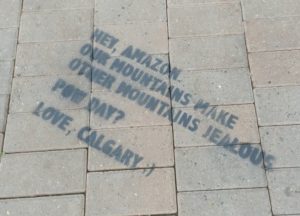 HEY, AMAZON.
OUR MOUNTAINS MAKE
OTHER MOUNTAINS JEALOUS
POW DAY?
LOVE, CALGARY ;)